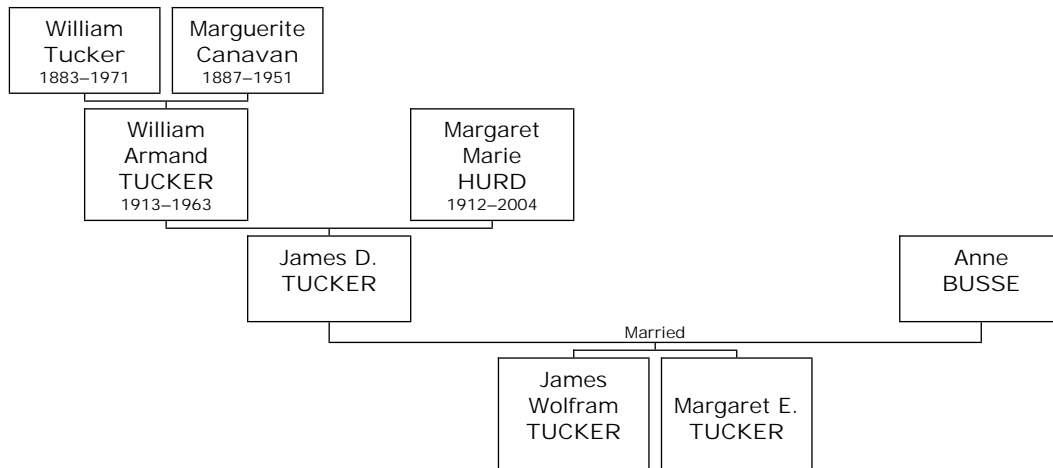 William
Tucker
1883–1971
Marguerite
Canavan
1887–1951
William
Armand
TUCKER
1913–1963
Margaret
Marie
HURD
1912–2004
James D.
TUCKER
Anne
BUSSE
Married
James
Wolfram
TUCKER
Margaret E.
TUCKER